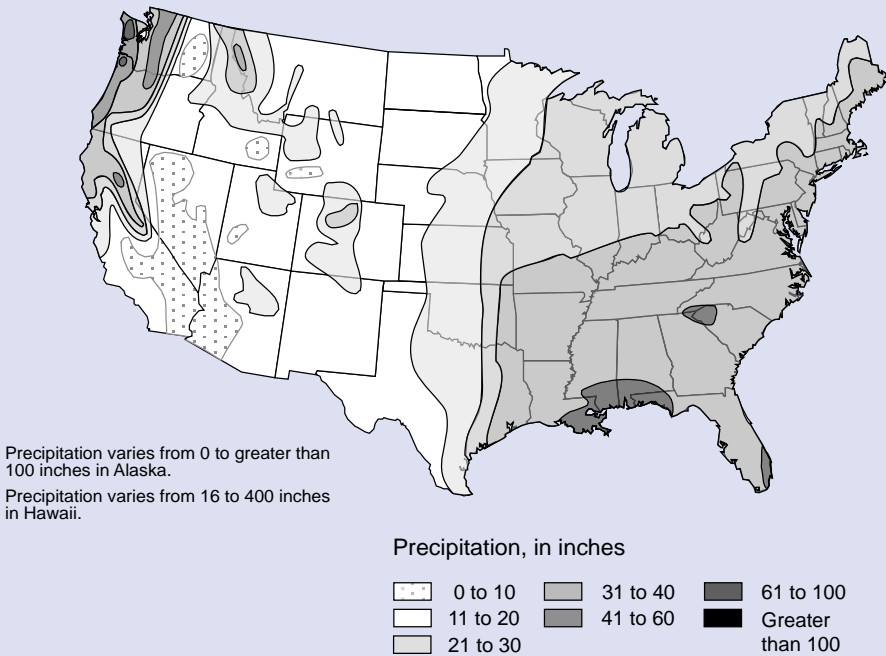 Precipitation varies from 0 to greater than
100 inches in Alaska.
Precipitation varies from 16 to 400 inches
in Hawaii.
Precipitation, in inches
0 to 10
11 to 20
21 to 30
31 to 40
41 to 60
61 to 100
Greater
than 100